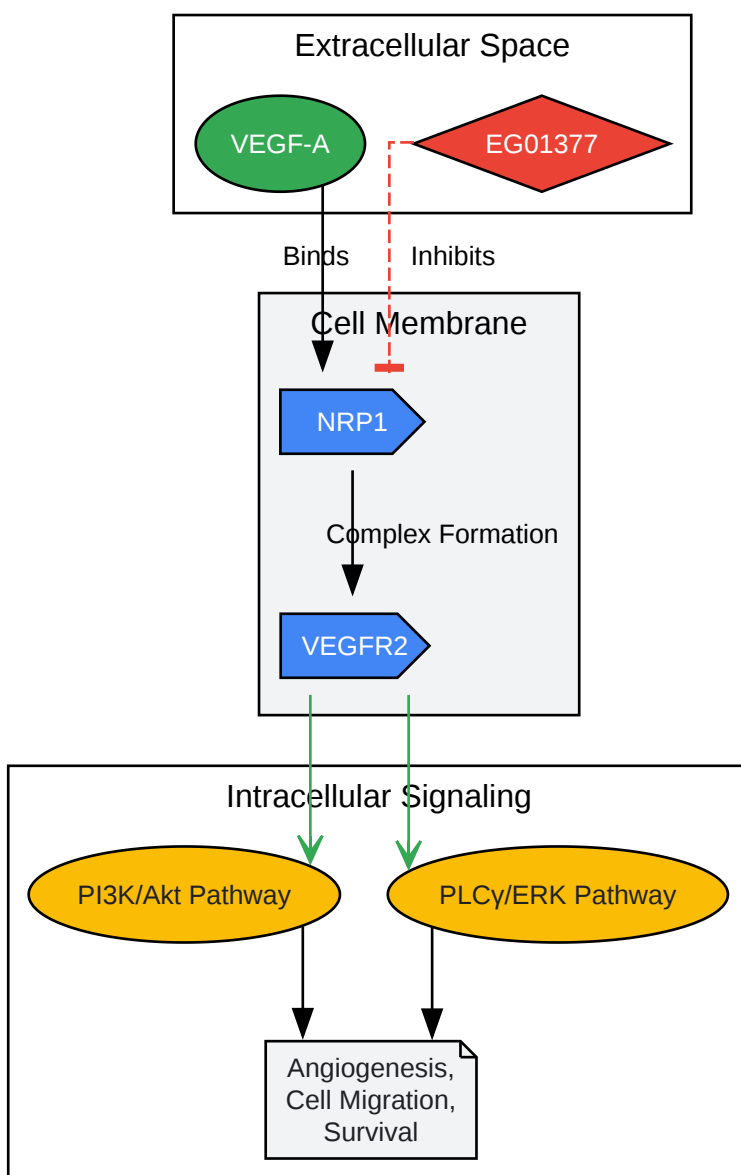 Extracellular Space
VEGF-A
EG01377
Binds
Inhibits
Cell Membrane
NRP1
Complex Formation
VEGFR2
Intracellular Signaling
PI3K/Akt Pathway
PLCγ/ERK Pathway
Angiogenesis,
Cell Migration,
Survival